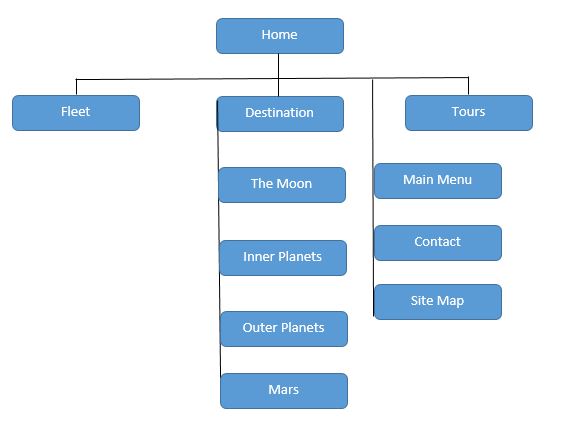 Home
Fleet
Destination
Tours
The Moon
Main Menu
Inner Planets
Contact
Outer Planets
Site Map
Mars